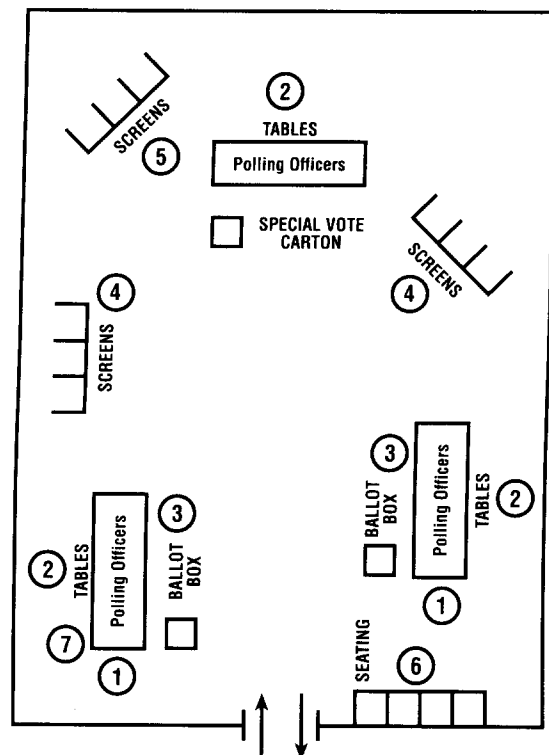 2
TABLES
Polling Officers
SCREENS
5
SPECIAL VOTE
CARTON
SCREENS
4
4
SCREENS
3
BALLOT
BOX
Polling Officers
TABLES
2
1
2
TABLES
Polling Officers
3
BALLOT
BOX
7
1
SEATING
6